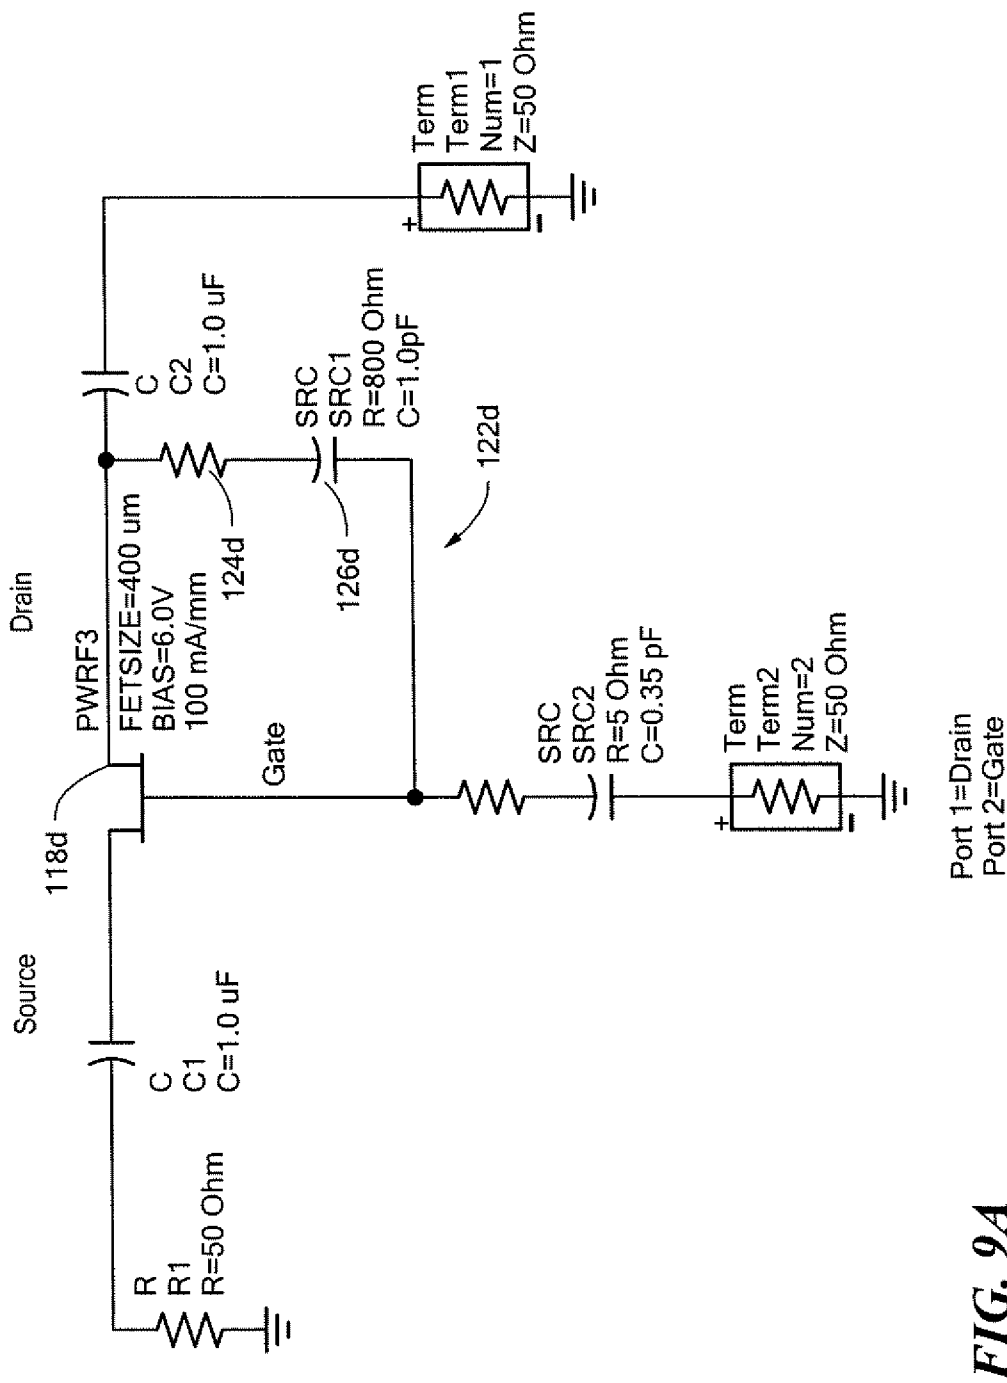 Source
Drain
118d
PWRF3
FETSIZE=400 um
BIAS=6.0V
100 mA/mm
C
C1
C=1.0 uF
R
R1
R=50 Ohm
Gate
124d
126d
122d
C
C2
C=1.0 uF
SRC
SRC1
R=800 Ohm
C=1.0pF
+
Term
Term1
Num=1
Z=50 Ohm
SRC
SRC2
R=5 Ohm
C=0.35 pF
+
Term
Term2
Num=2
Z=50 Ohm
Port 1=Drain
Port 2=Gate
FIG. 9A